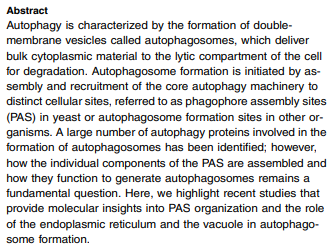 Abstract
Autophagy is characterized by the formation of double-
membrane vesicles called autophagosomes, which deliver
bulk cytoplasmic material to the lytic compartment of the cell
for degradation. Autophagosome formation is initiated by as-
sembly and recruitment of the core autophagy machinery to
distinct cellular sites, referred to as phagophore assembly sites
(PAS) in yeast or autophagosome formation sites in other or-
ganisms. A large number of autophagy proteins involved in the
formation of autophagosomes has been identified; however,
how the individual components of the PAS are assembled and
how they function to generate autophagosomes remains a
fundamental question. Here, we highlight recent studies that
provide molecular insights into PAS organization and the role
of the endoplasmic reticulum and the vacuole in autophago-
some formation.